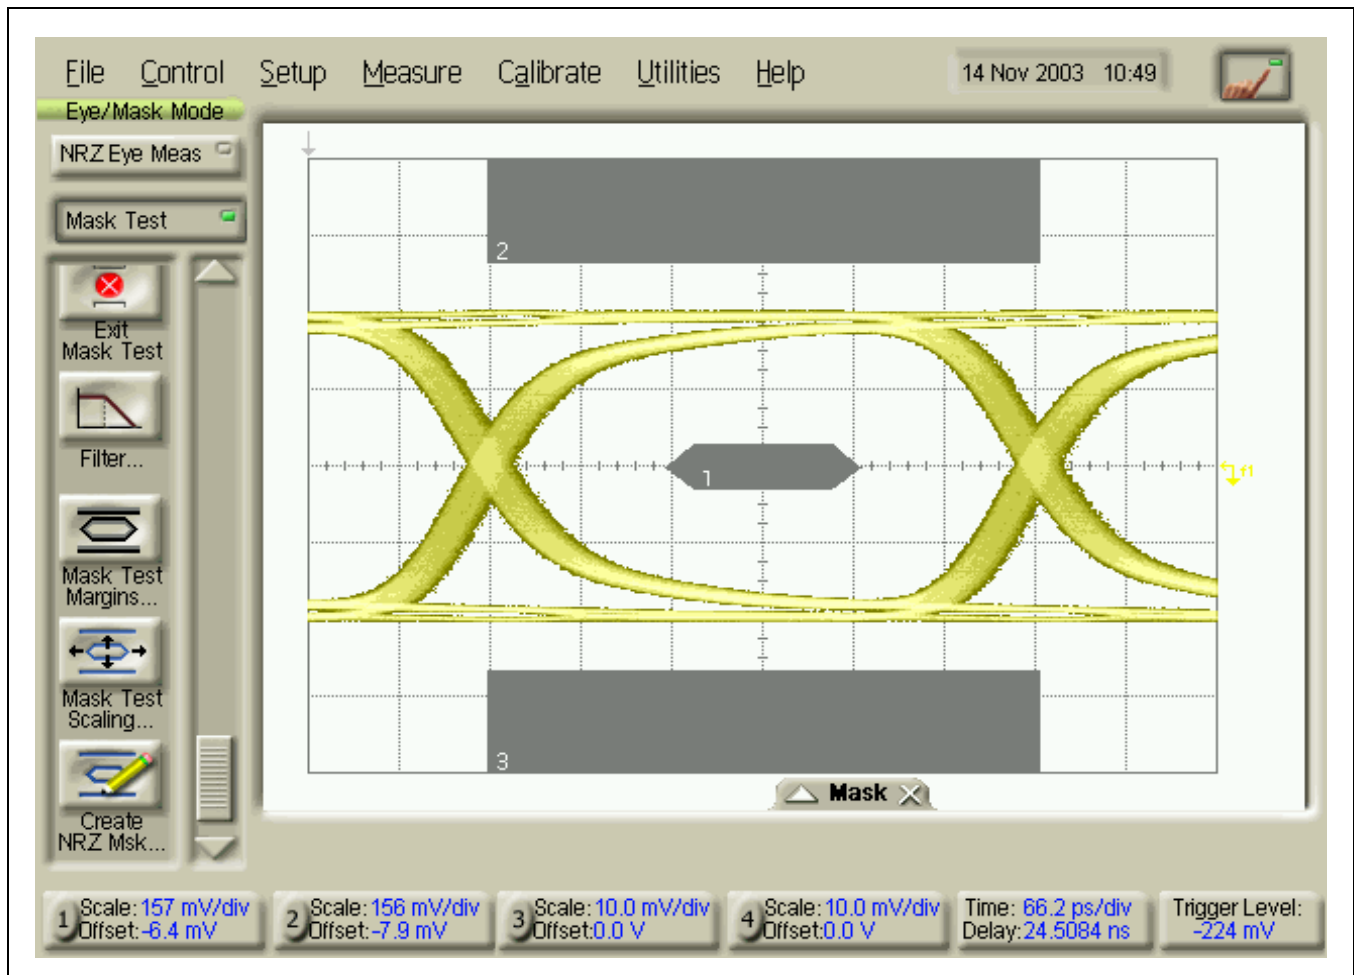 File Control Setup Measure Calibrate Utilities Help 14 Nov 2003 10:49
Eye/Mask Mode
NRZ Eye Meas
Mask Test
Exit
Mask Test
Filter...
Mask Test
Margins...
Mask Test
Scaling...
Create
NRZ Msk...
2
1
f1
3
Mask
1 Scale: 157 mV/div
Offset:-6.4 mV
2 Scale: 156 mV/div
Offset:-7.9 mV
3 Scale: 10.0 mV/div
Offset:0.0 V
4 Scale: 10.0 mV/div
Offset:0.0 V
Time: 66.2 ps/div
Delay:24.5084 ns
Trigger Level:
-224 mV